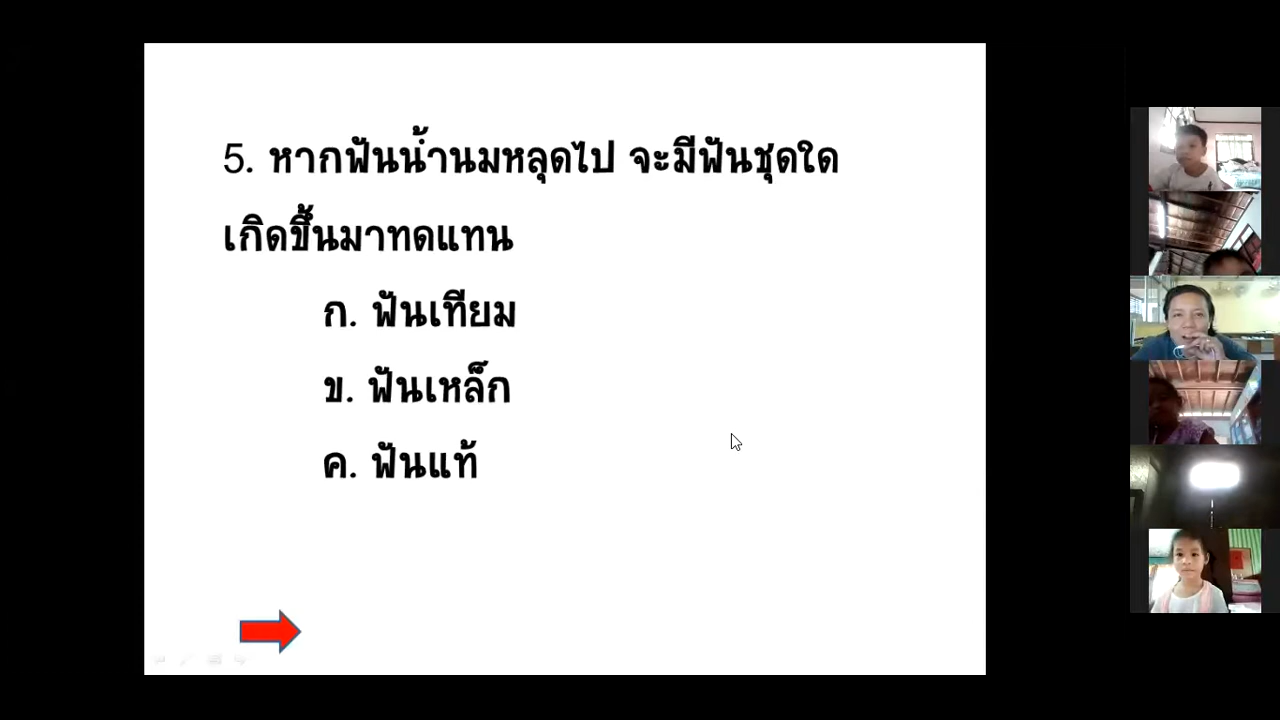 5. หากฟันน้ำนมหลุดไป จะมีฟันชุดใด
เกิดขึ้นมาทดแทน
ก. ฟันเทียม
ข. ฟันเหล็ก
ค. ฟันแท้